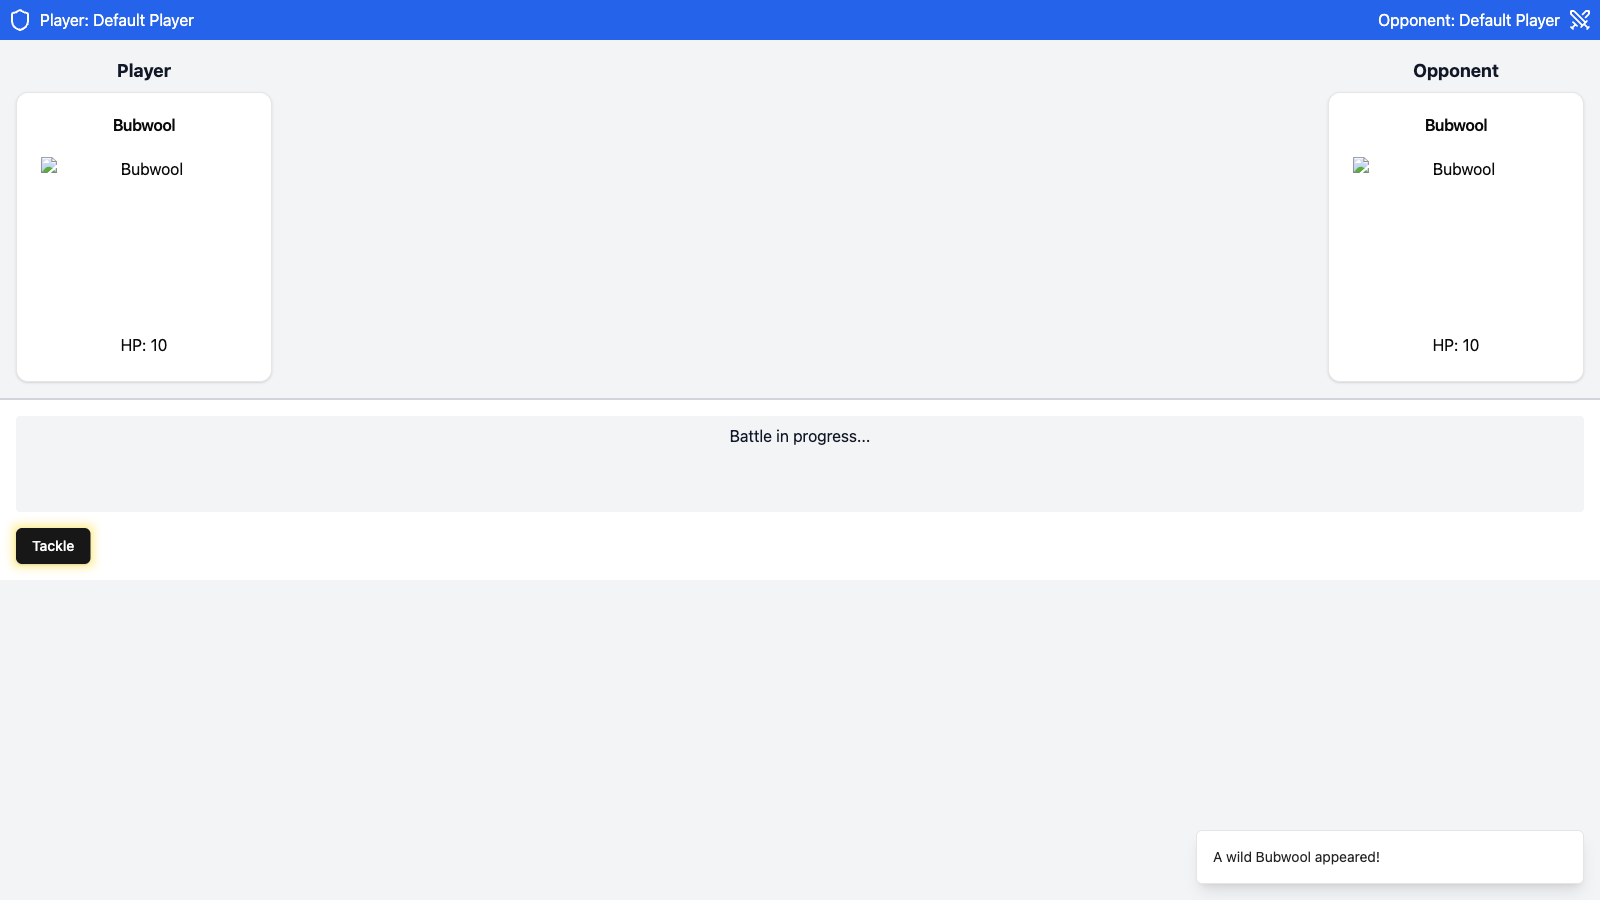 Player: Default Player
Opponent: Default Player
Player
Bubwool
Bubwool
HP: 10
Opponent
Bubwool
Bubwool
HP: 10
Battle in progress...
Tackle
A wild Bubwool appeared!